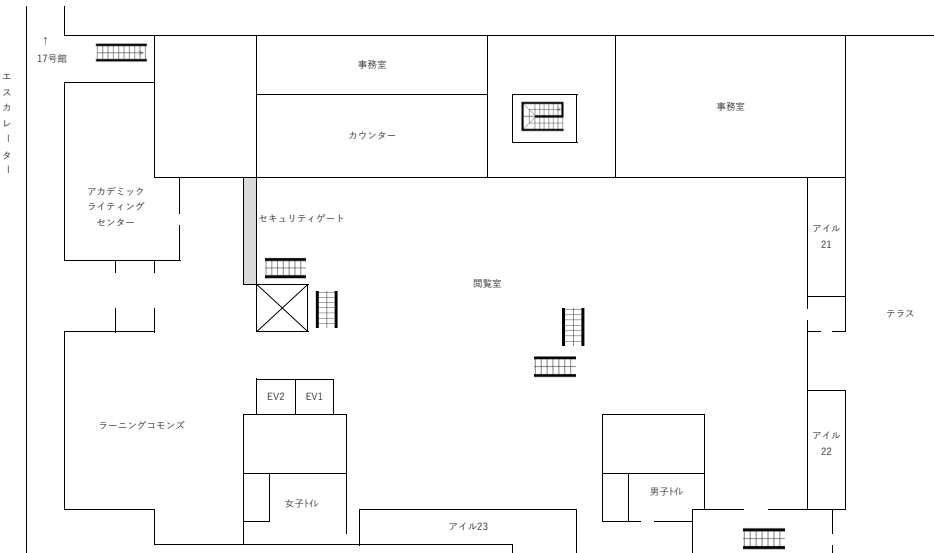 ↑
17号館
エスカレーター
事務室
カウンター
事務室
アカデミック
ライティング
センター
セキュリティゲート
アイル
21
閲覧室
テラス
EV2
EV1
ラーニングコモンズ
アイル
22
女子トイレ
男子トイレ
アイル23